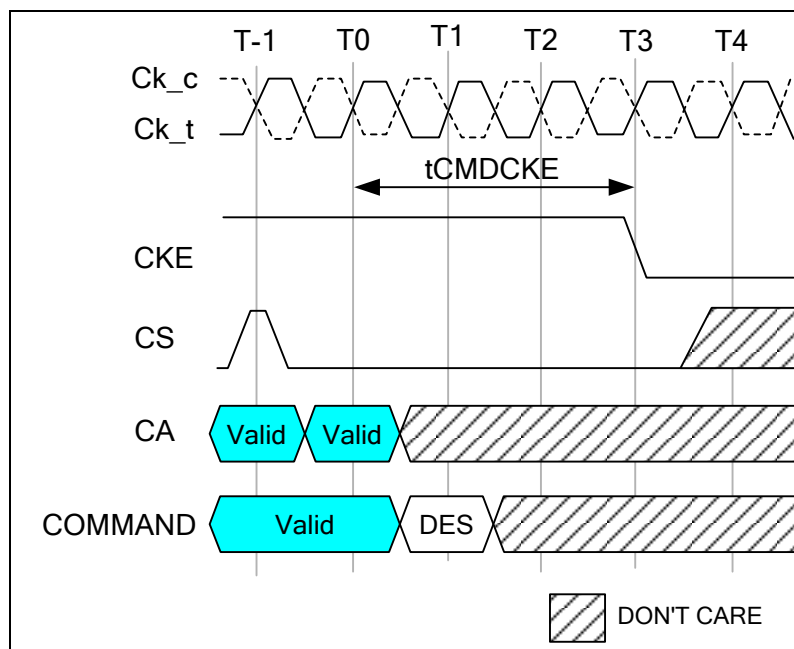 T-1 T0 T1 T2 T3 T4
Ck_c
Ck_t
tCMDCKE
CKE
CS
CA Valid Valid
COMMAND Valid DES
DON'T CARE